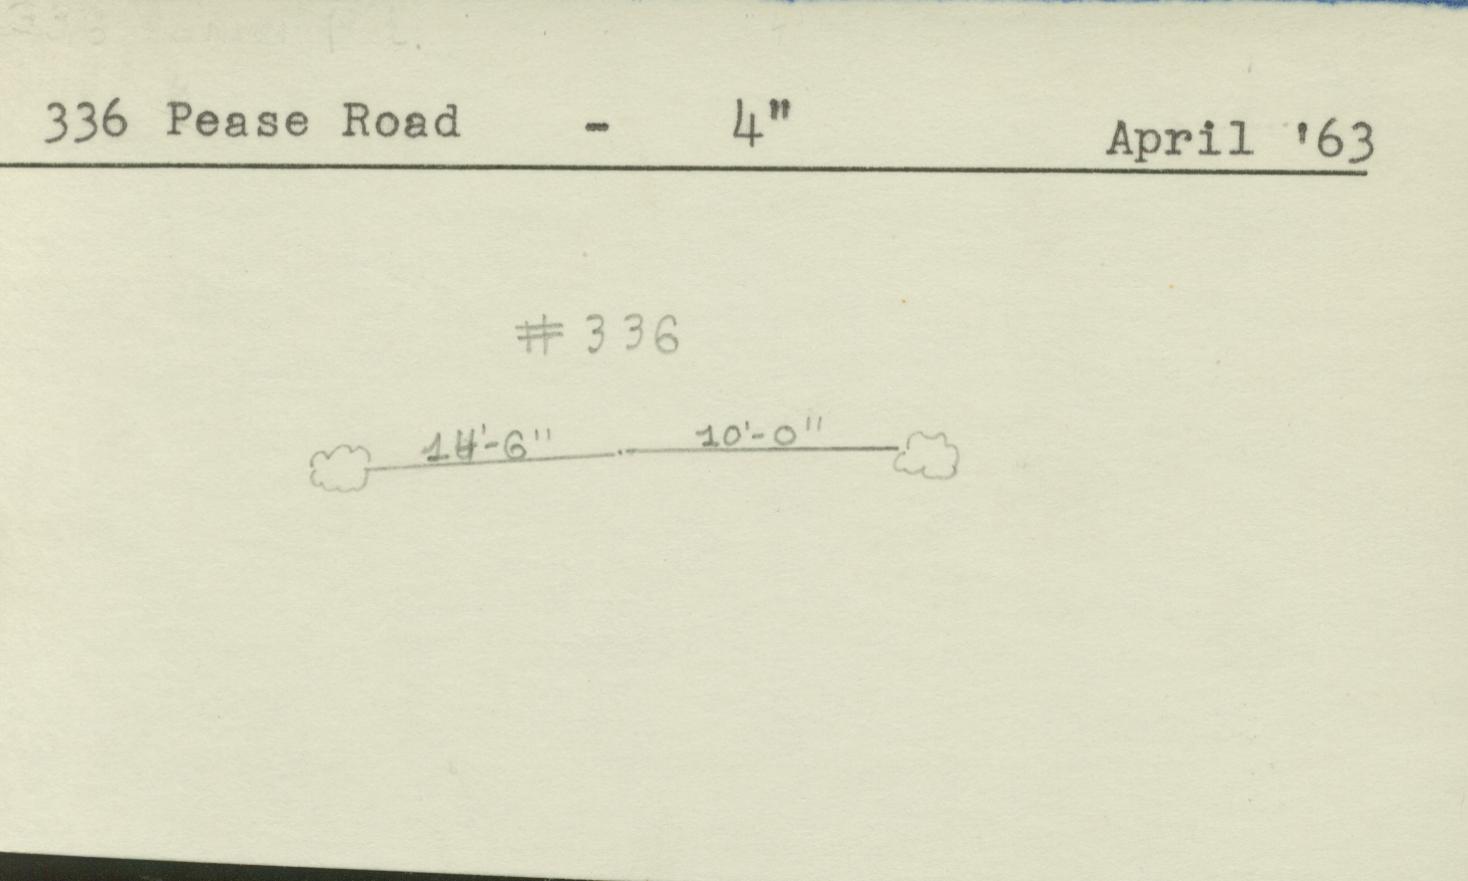 336 Pease Road - 4" April '63
#336
14'-6" 10'-0"